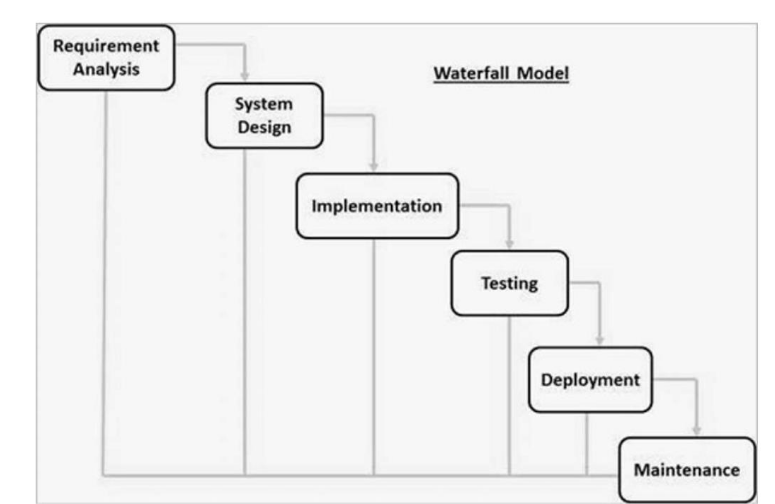 Requirement
Analysis
Waterfall Model
System
Design
Implementation
Testing
Deployment
Maintenance